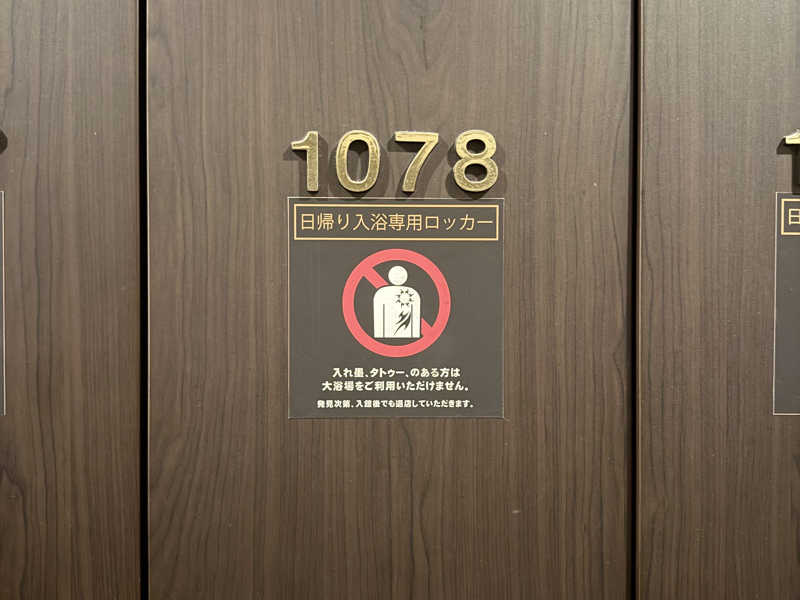 1078
日帰り入浴専用ロッカー
入れ墨、タトゥー、のある方は
大浴場をご利用いただけません。
発見次第、入館後でも退店していただきます。